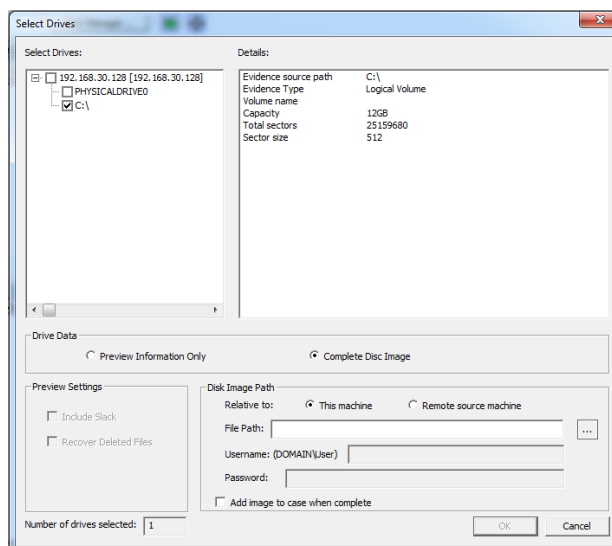 Select Drives
Select Drives:
Details:
192.168.30.128 [192.168.30.128]
PHYSICALDRIVE0
C:\
Evidence source path C:\
Evidence Type Logical Volume
Volume name
Capacity 12GB
Total sectors 25159680
Sector size 512
Drive Data
Preview Information Only
Complete Disc Image
Preview Settings
Include Slack
Recover Deleted Files
Disk Image Path
Relative to: This machine Remote source machine
File Path: ...
Username: (DOMAIN\User)
Password:
Add image to case when complete
Number of drives selected: 1
OK Cancel